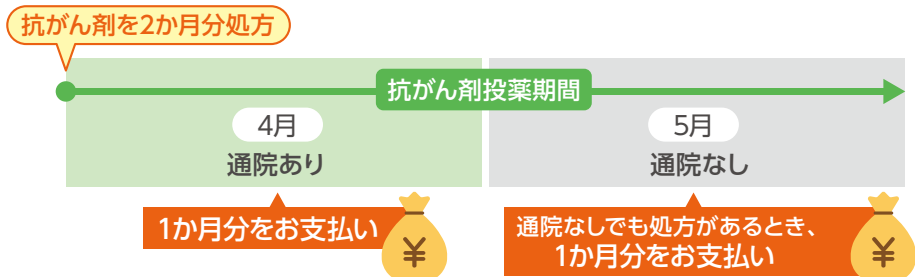 抗がん剤を2か月分処方
抗がん剤投薬期間
4月
通院あり
5月
通院なし
1か月分をお支払い
¥
通院なしでも処方があるとき、
1か月分をお支払い
¥